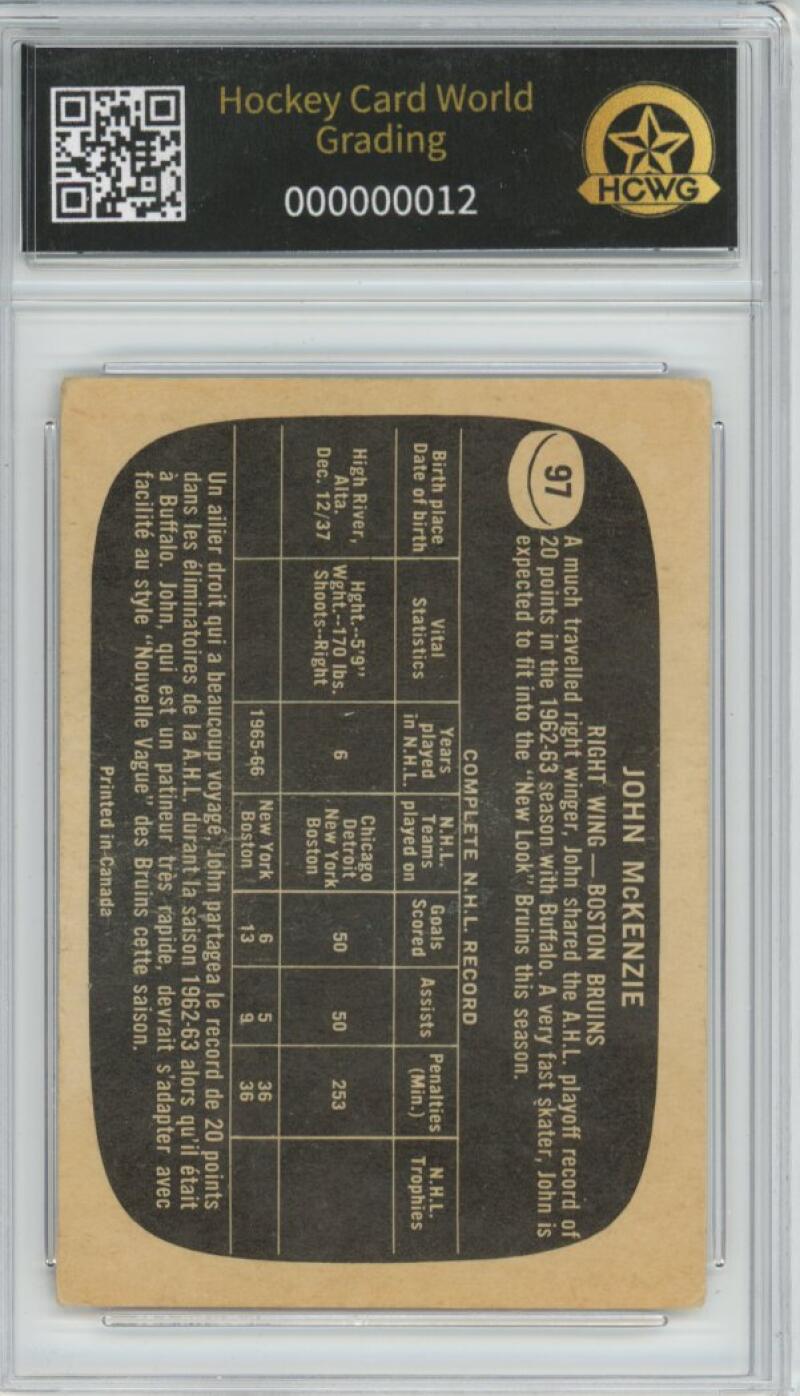 Hockey Card World
Grading
000000012
HCWG
97
JOHN McKENZIE
RIGHT WING — BOSTON BRUINS
A much travelled right winger, John shared the A.H.L. playoff record of
20 points in the 1962-63 season with Buffalo. A very fast skater, John is
expected to fit into the "New Look" Bruins this season.
COMPLETE N.H.L. RECORD
Birth place
Date of birth
Vital
Statistics
Years
played
in N.H.L.
N.H.L.
Teams
played on
Goals
Scored
Assists
Penalties
(Min.)
N.H.L.
Trophies
High River,
Alta.
Dec. 12/37
Hght.--5'9"
Wght.--170 lbs.
Shoots--Right
6
Chicago
Detroit
New York
Boston
50
50
253
1965-66
New York
Boston
6
13
5
9
36
36
Un ailier droit qui a beaucoup voyagé, John partagea le record de 20 points
dans les éliminatoires de la A.H.L. durant la saison 1962-63 alors qu'il était
à Buffalo. John, qui est un patineur très rapide, devrait s'adapter avec
facilité au style "Nouvelle Vague" des Bruins cette saison.
Printed in Canada